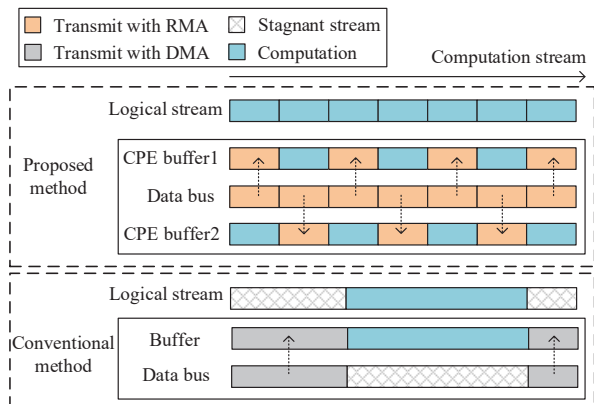 Transmit with RMA
Stagnant stream
Transmit with DMA
Computation
Computation stream
Logical stream
Proposed
method
CPE buffer1
Data bus
CPE buffer2
Logical stream
Conventional
method
Buffer
Data bus